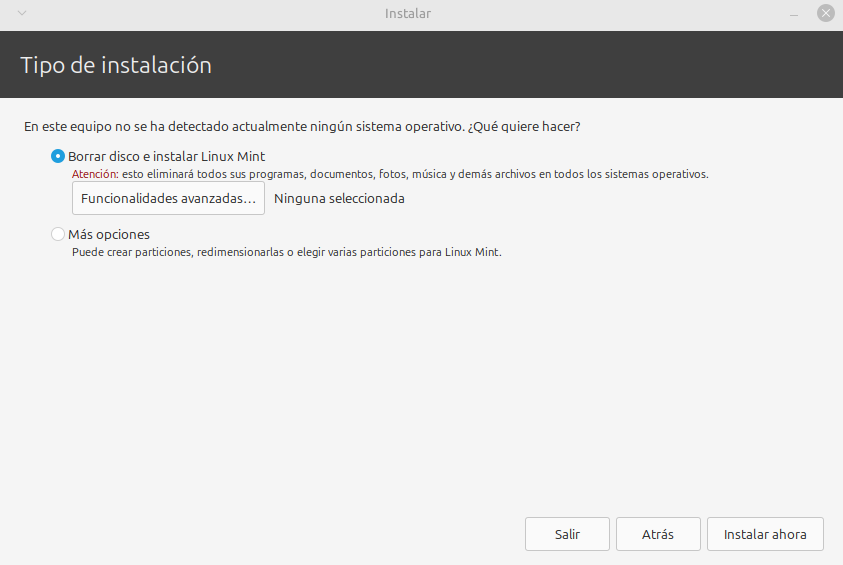 Instalar
Tipo de instalación
En este equipo no se ha detectado actualmente ningún sistema operativo. ¿Qué quiere hacer?
Borrar disco e instalar Linux Mint
Atención: esto eliminará todos sus programas, documentos, fotos, música y demás archivos en todos los sistemas operativos.
Funcionalidades avanzadas... Ninguna seleccionada
Más opciones
Puede crear particiones, redimensionarlas o elegir varias particiones para Linux Mint.
Salir Atrás Instalar ahora